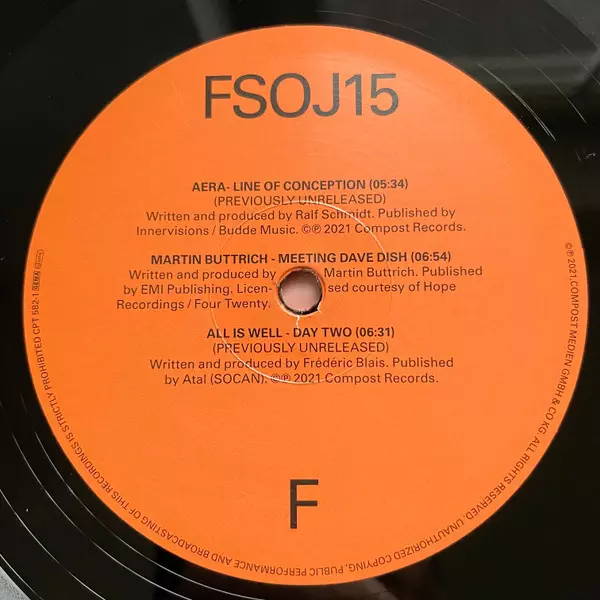 FSOJ15
AERA- LINE OF CONCEPTION (05:34)
(PREVIOUSLY UNRELEASED)
Written and produced by Ralf Schmidt. Published by
Innervisions / Budde Music. ©℗ 2021 Compost Records.
MARTIN BUTTRICH - MEETING DAVE DISH (06:54)
Written and produced by Martin Buttrich. Published
by EMI Publishing. Licen- sed courtesy of Hope
Recordings / Four Twenty.
ALL IS WELL - DAY TWO (06:31)
(PREVIOUSLY UNRELEASED)
Written and produced by Frédéric Blais. Published
by Atal (SOCAN). ℗℗ 2021 Compost Records.
F
©℗ 2021, COMPOST MEDIEN GMBH & CO KG. ALL RIGHTS RESERVED. UNAUTHORIZED COPYING, PUBLIC PERFORMANCE AND BROADCASTING OF THIS RECORDINGS IS STRICTLY PROHIBITED CPT 582-1